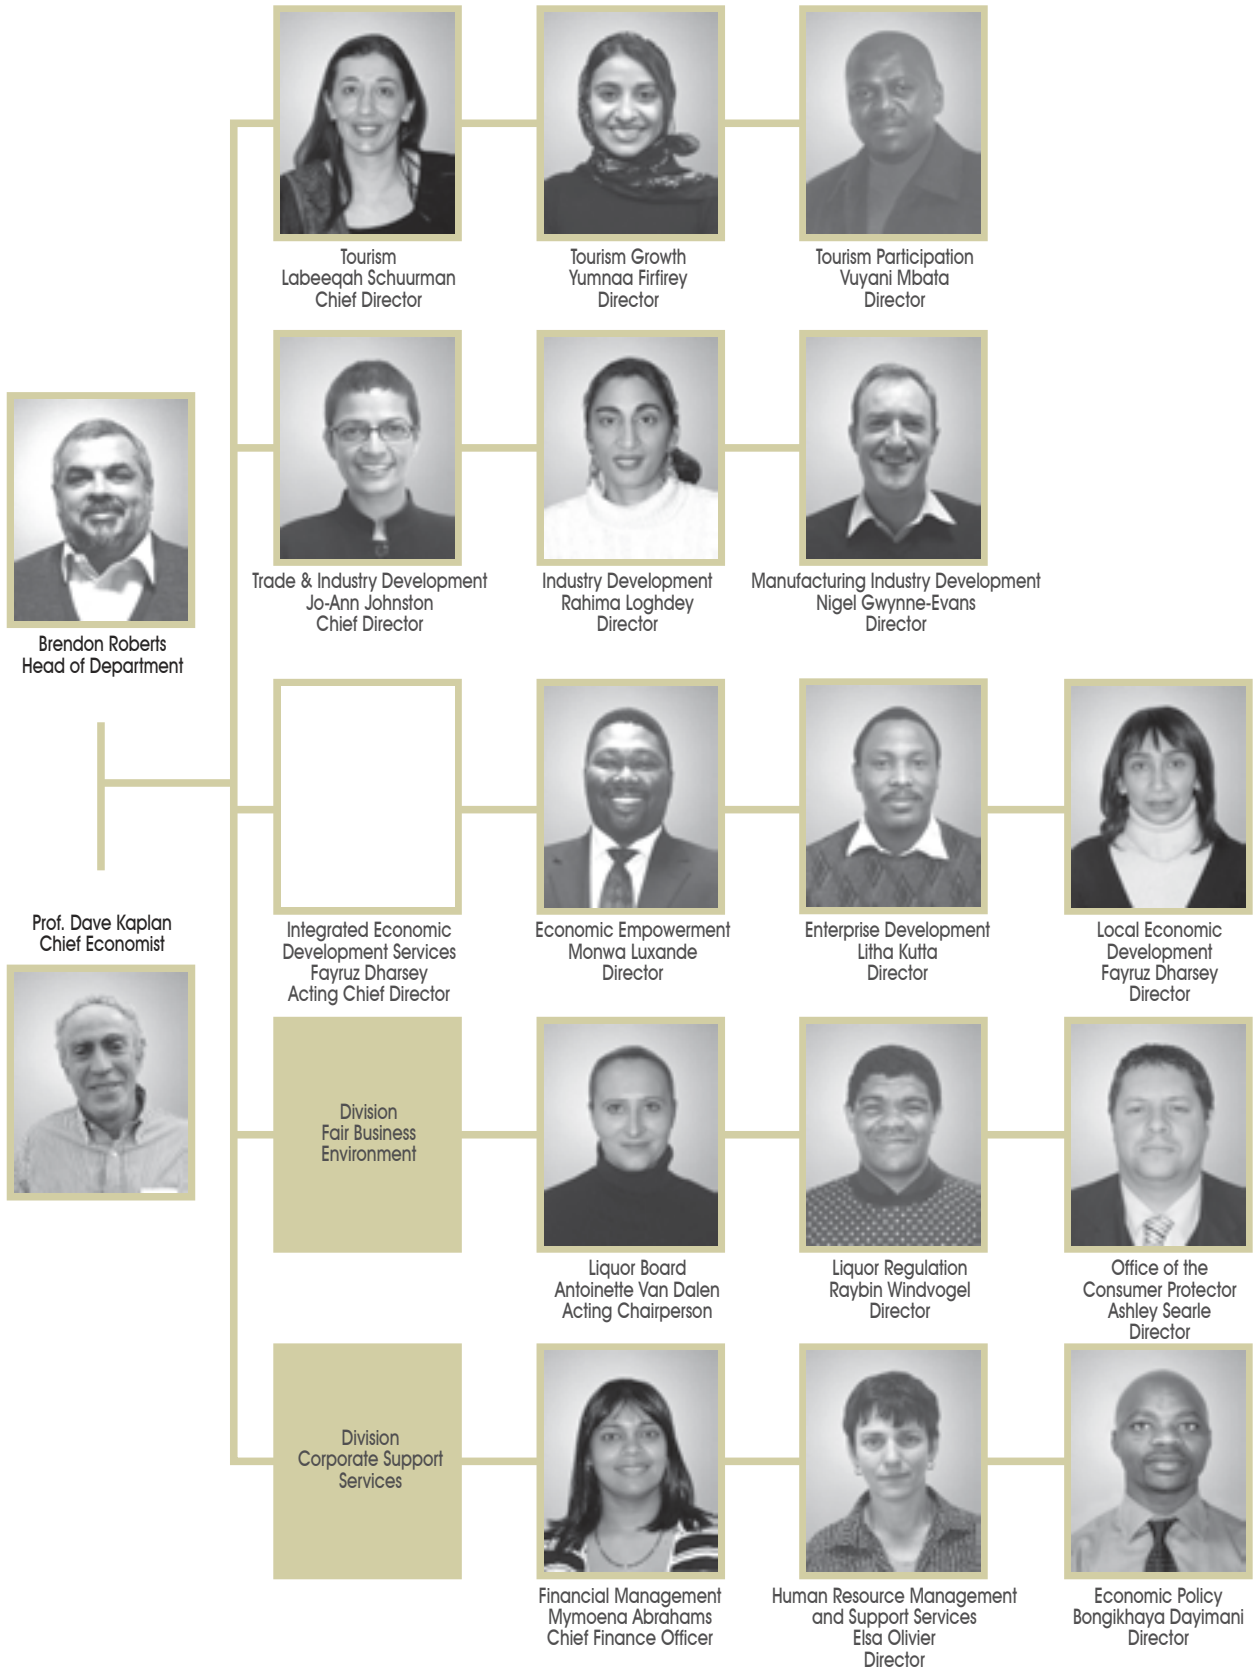 Tourism
Labeeqah Schuurman
Chief Director
Tourism Growth
Yumnaa Firfirey
Director
Tourism Participation
Vuyani Mbata
Director
Brendon Roberts
Head of Department
Trade & Industry Development
Jo-Ann Johnston
Chief Director
Industry Development
Rahima Loghdey
Director
Manufacturing Industry Development
Nigel Gwynne-Evans
Director
Prof. Dave Kaplan
Chief Economist
Integrated Economic
Development Services
Fayruz Dharsey
Acting Chief Director
Economic Empowerment
Monwa Luxande
Director
Enterprise Development
Litha Kutta
Director
Local Economic
Development
Fayruz Dharsey
Director
Division
Fair Business
Environment
Liquor Board
Antoinette Van Dalen
Acting Chairperson
Liquor Regulation
Raybin Windvogel
Director
Office of the
Consumer Protector
Ashley Searle
Director
Division
Corporate Support
Services
Financial Management
Mymoena Abrahams
Chief Finance Officer
Human Resource Management
and Support Services
Elsa Olivier
Director
Economic Policy
Bongikhaya Dayimani
Director